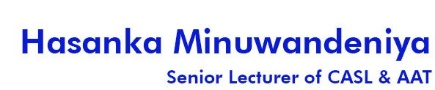 Hasanka Minuwandeniya
Senior Lecturer of CASL & AAT